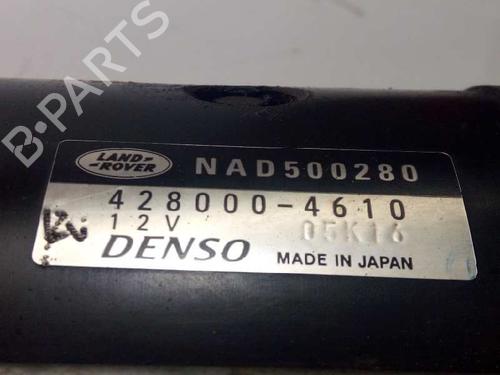 B-PARTS
LAND-
ROVER
NAD500280
428000-4610
12V
05K16
DENSO
MADE IN JAPAN